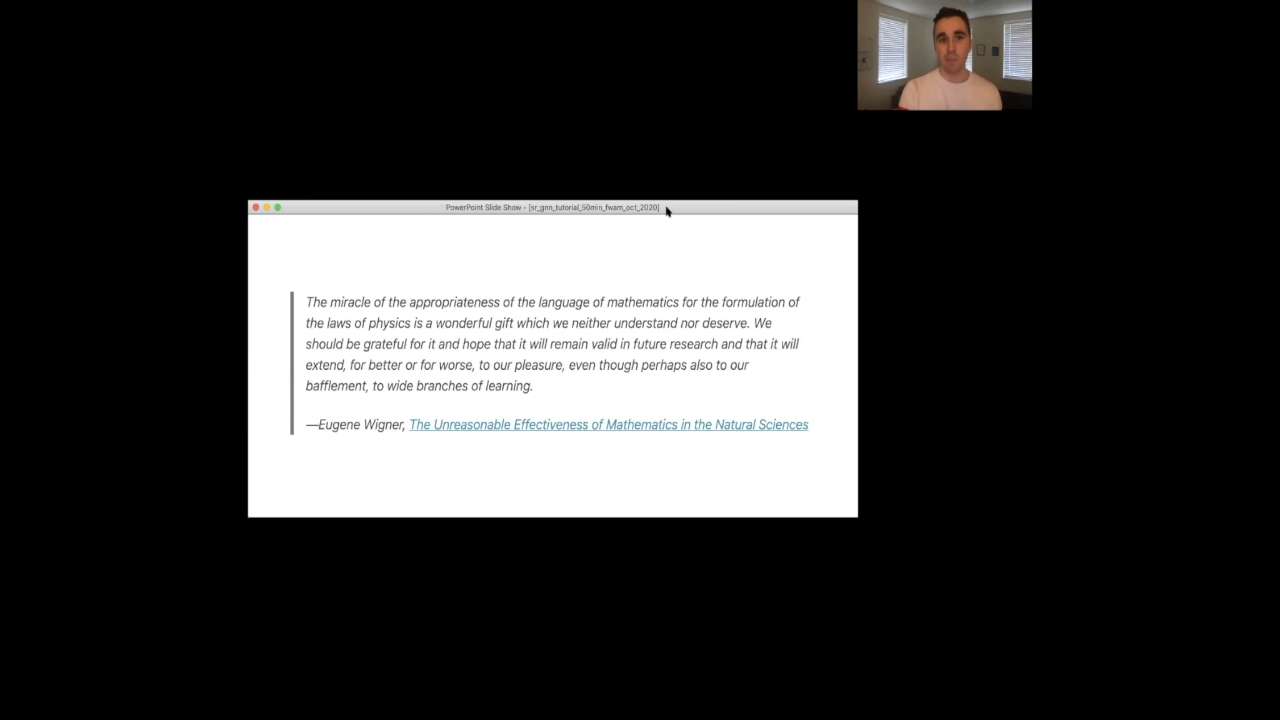 PowerPoint Slide Show - [sr_gnn_tutorial_50min_fwam_oct_2020]
The miracle of the appropriateness of the language of mathematics for the formulation of
the laws of physics is a wonderful gift which we neither understand nor deserve. We
should be grateful for it and hope that it will remain valid in future research and that it will
extend, for better or for worse, to our pleasure, even though perhaps also to our
bafflement, to wide branches of learning.
—Eugene Wigner, The Unreasonable Effectiveness of Mathematics in the Natural Sciences